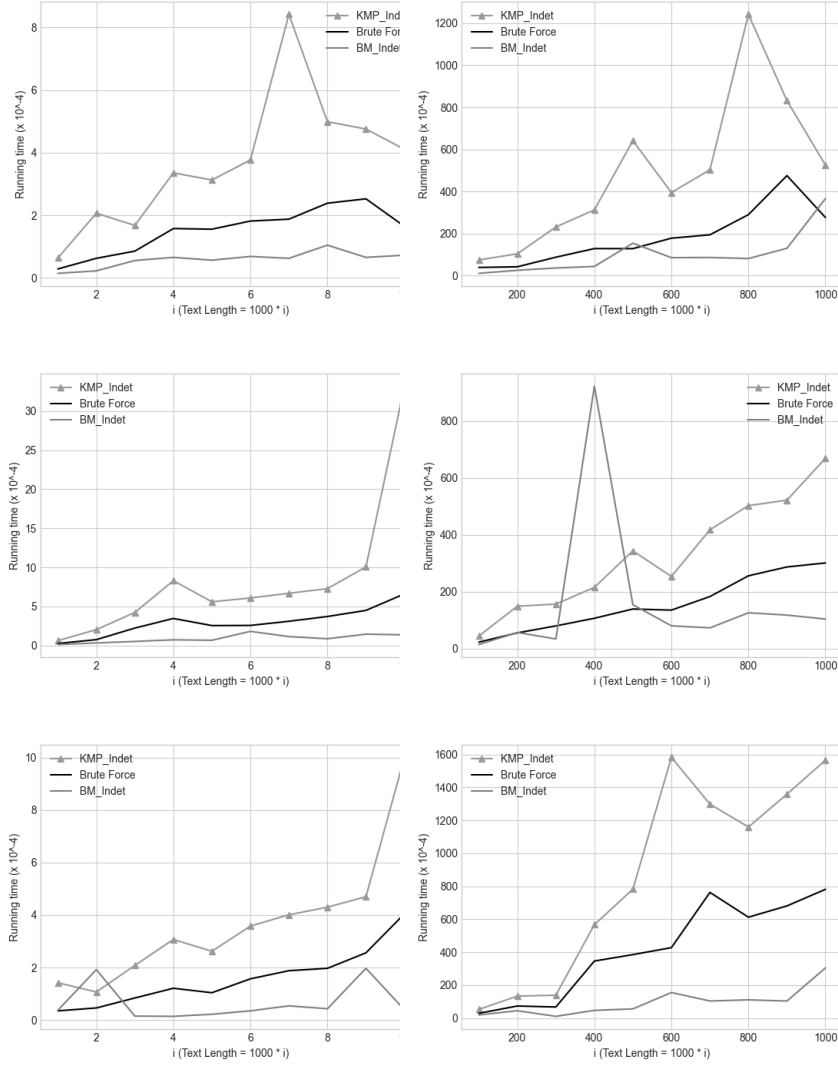 8
6
4
2
0
Running time (x 10^-4)
KMP_Indet
Brute For
BM_Indet
2
4
6
8
i (Text Length = 1000 * i)
1200
1000
800
600
400
200
0
Running time (x 10^-4)
KMP_Indet
Brute Force
BM_Indet
200
400
600
800
1000
i (Text Length = 1000 * i)
30
25
20
15
10
5
0
Running time (x 10^-4)
KMP_Indet
Brute Force
BM_Indet
2
4
6
8
i (Text Length = 1000 * i)
800
600
400
200
0
Running time (x 10^-4)
KMP_Indet
Brute Force
BM_Indet
200
400
600
800
1000
i (Text Length = 1000 * i)
10
8
6
4
2
0
Running time (x 10^-4)
KMP_Indet
Brute Force
BM_Indet
2
4
6
8
i (Text Length = 1000 * i)
1600
1400
1200
1000
800
600
400
200
0
Running time (x 10^-4)
KMP_Indet
Brute Force
BM_Indet
200
400
600
800
1000
i (Text Length = 1000 * i)